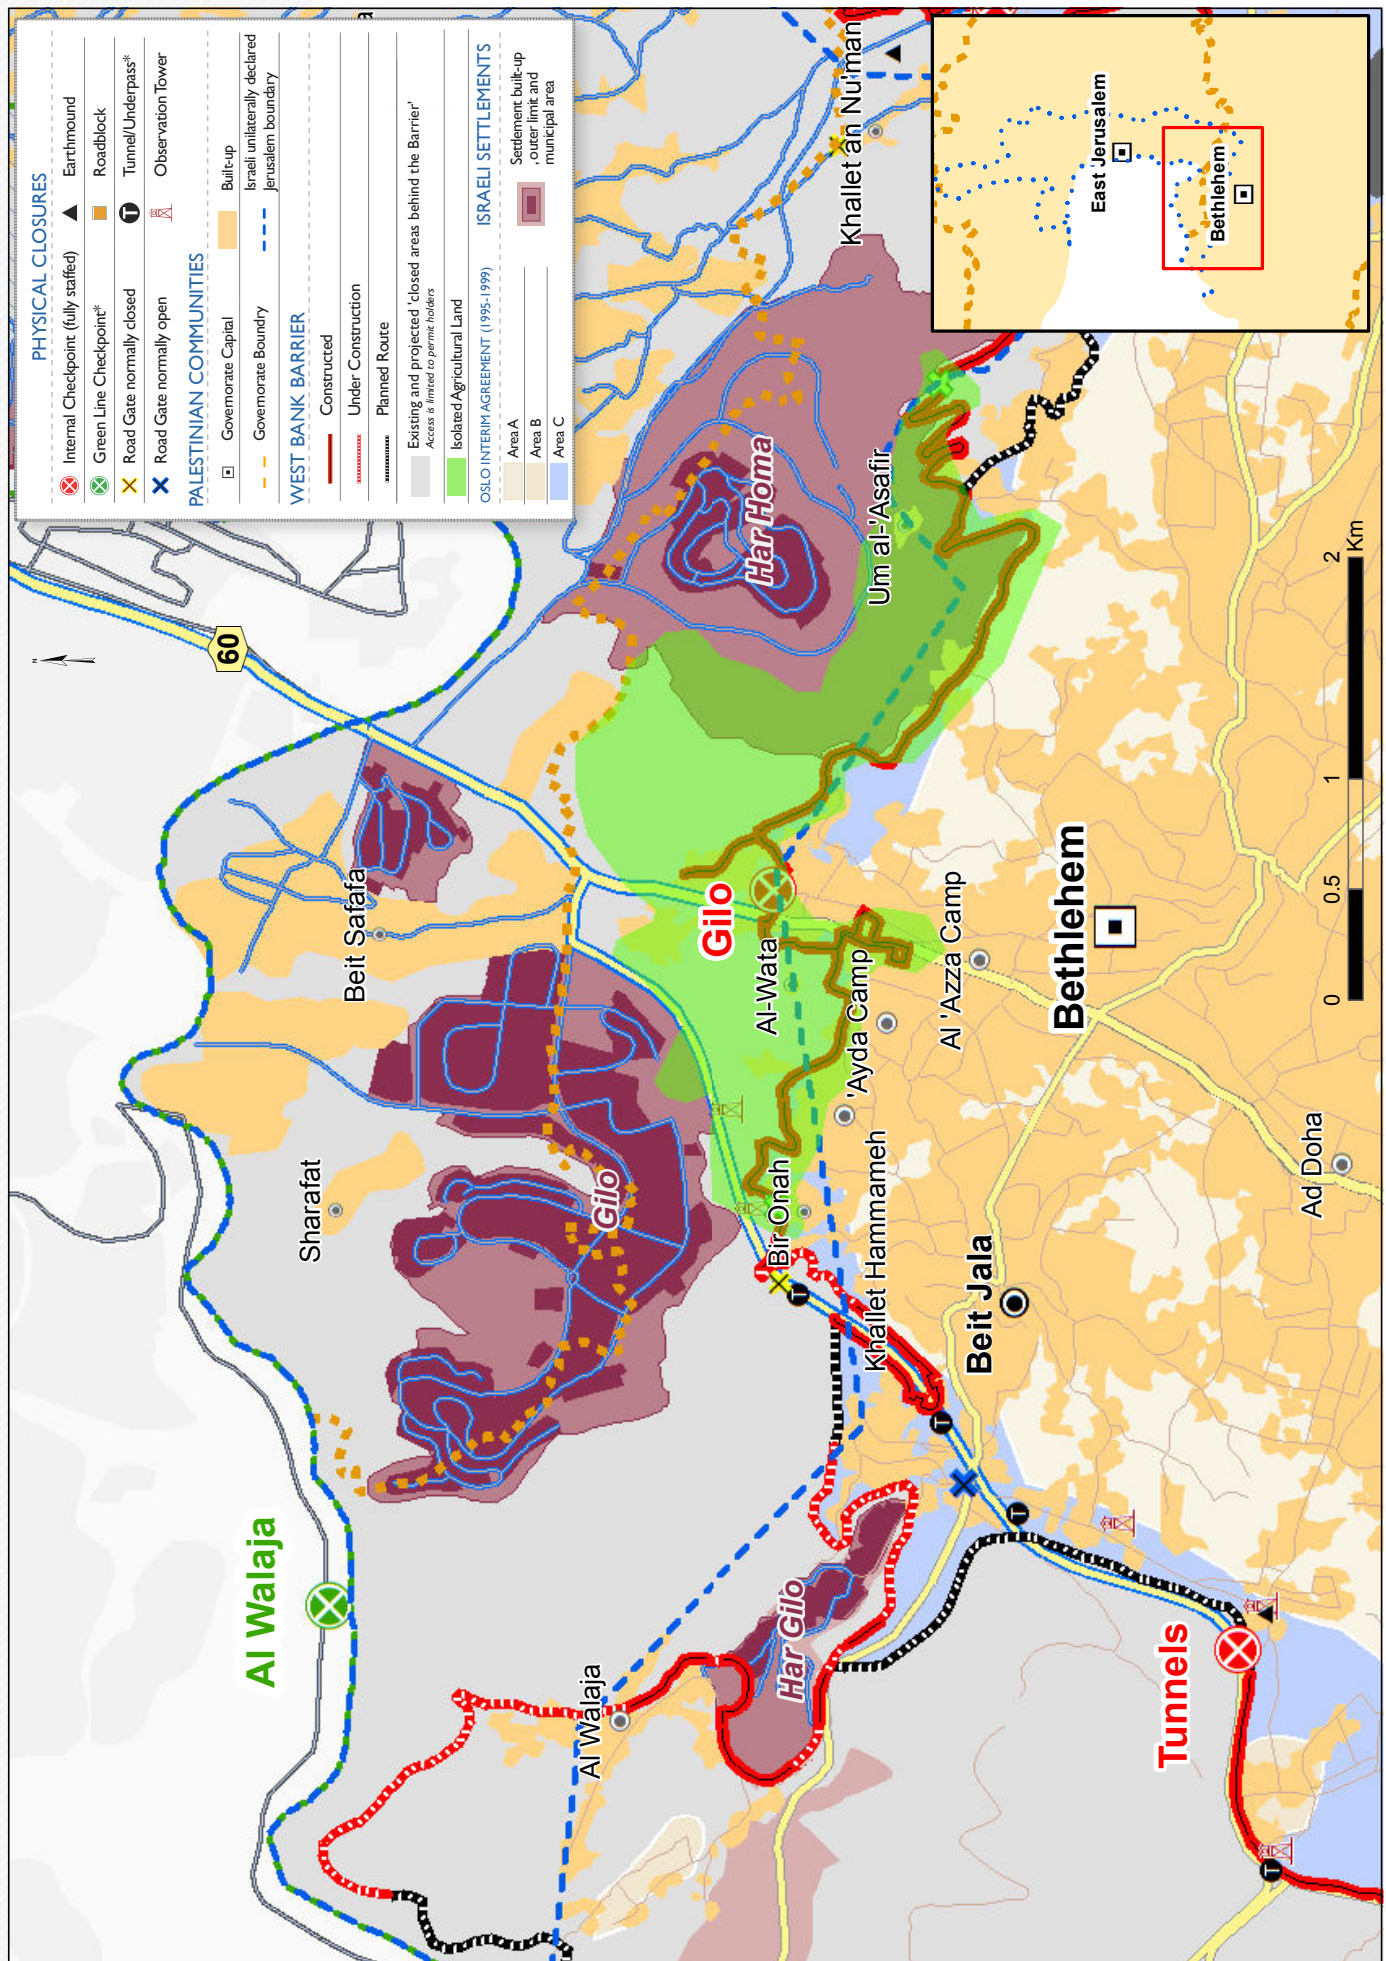 PHYSICAL CLOSURES
Internal Checkpoint (fully staffed)
Earthmound
Green Line Checkpoint*
Roadblock
Road Gate normally closed
Tunnel/Underpass*
Road Gate normally open
Observation Tower
PALESTINIAN COMMUNITIES
Governorate Capital
Built-up
Governorate Boundry
Israeli unilaterally declared
Jerusalem boundary
WEST BANK BARRIER
Constructed
Under Construction
Planned Route
Existing and projected 'closed areas behind the Barrier'
Access is limited to permit holders
Isolated Agricultural Land
OSLO INTERIM AGREEMENT (1995-1999)
Area A
Area B
Area C
ISRAELI SETTLEMENTS
Settlement built-up
,outer limit and
municipal area
N
60
Al Walaja
Sharafat
Beit Safafa
Gilo
Har Homa
Khallet an Nu'man
Um al-'Asafir
Gilo
Al-Wata
Bir Onah
'Ayda Camp
Al 'Azza Camp
Khallet Hammameh
Al Walaja
Har Gilo
Beit Jala
Bethlehem
Ad Doha
Tunnels
T
T
T
T
T
East Jerusalem
Bethlehem
0
0.5
1
2
Km
a